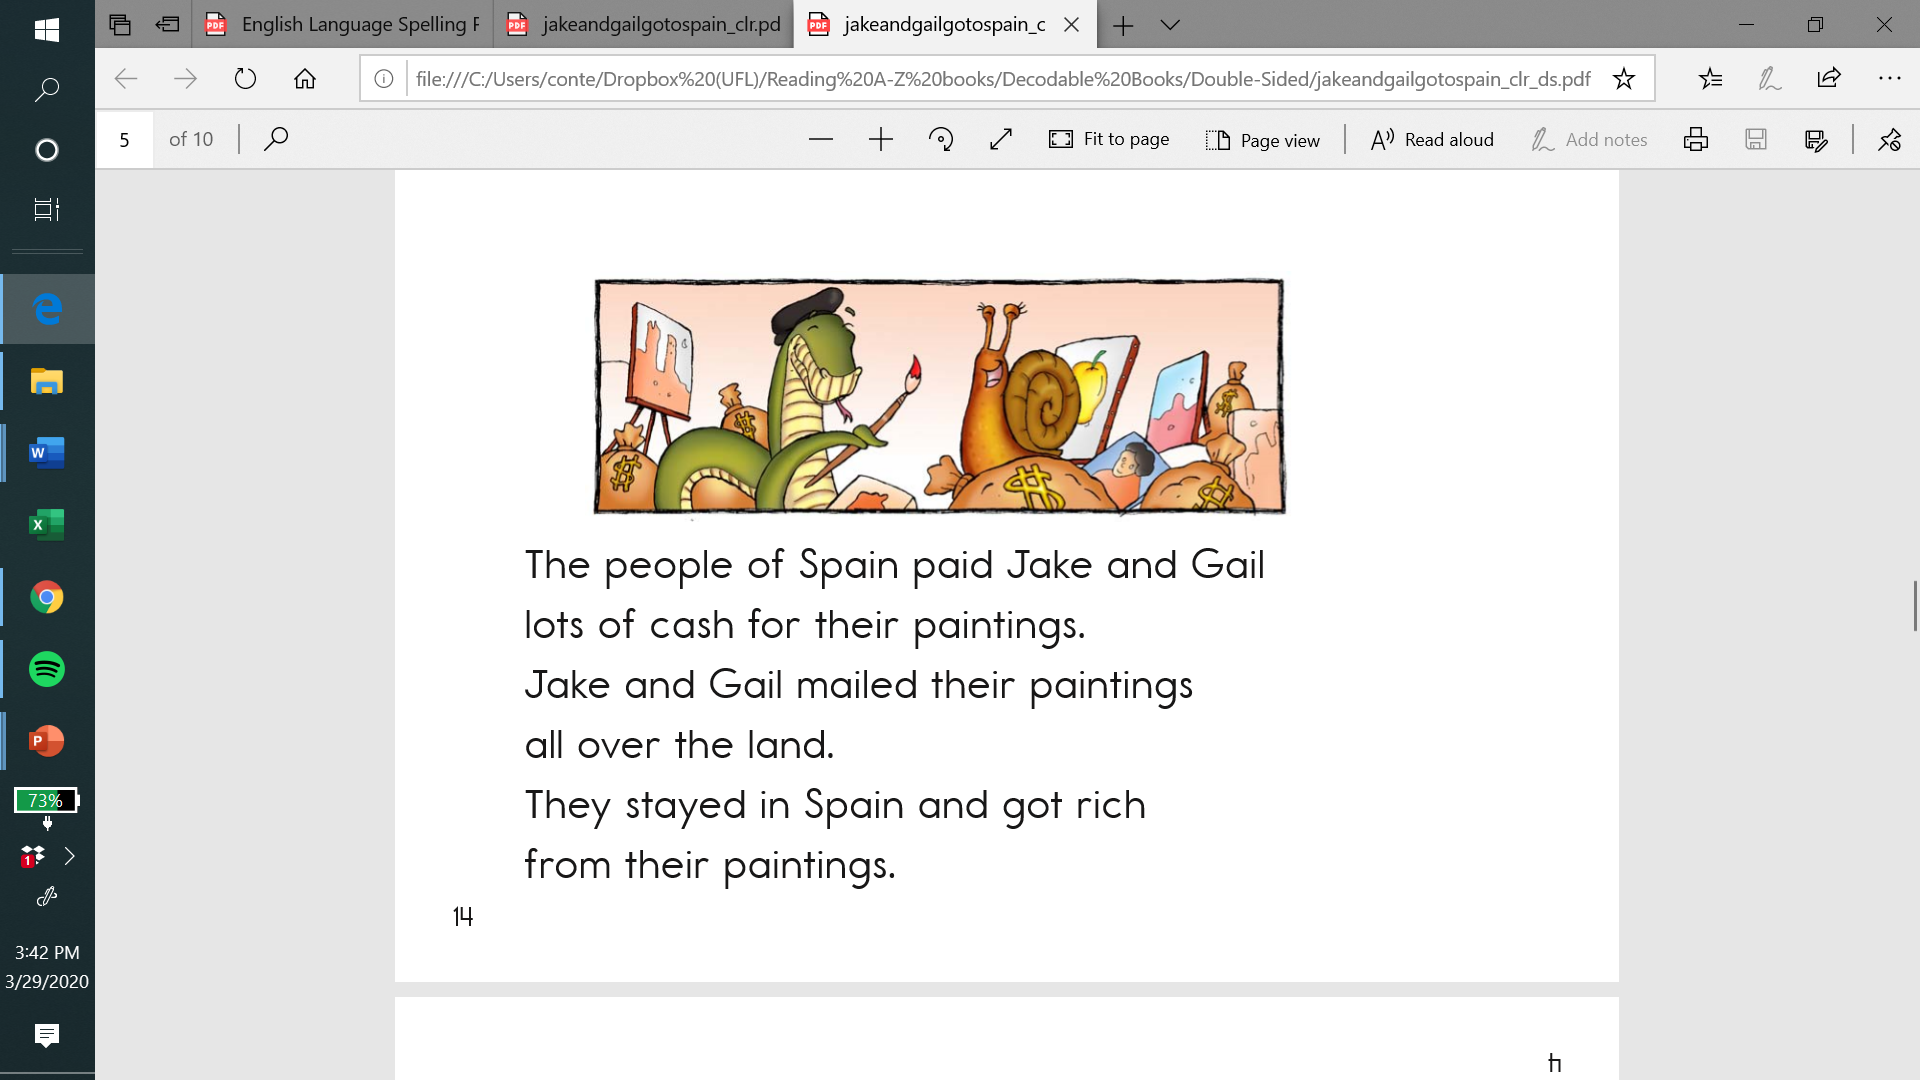 English Language Spelling F
jakeandgailgotospain_clr.pd
jakeandgailgotospain_c
file:///C:/Users/conte/Dropbox%20(UFL)/Reading%20A-Z%20books/Decodable%20Books/Double-Sided/jakeandgailgotospain_clr_ds.pdf
5 of 10
Fit to page
Page view
Read aloud
Add notes
The people of Spain paid Jake and Gail
lots of cash for their paintings.
Jake and Gail mailed their paintings
all over the land.
They stayed in Spain and got rich
from their paintings.
14
73%
1
3:42 PM
3/29/2020